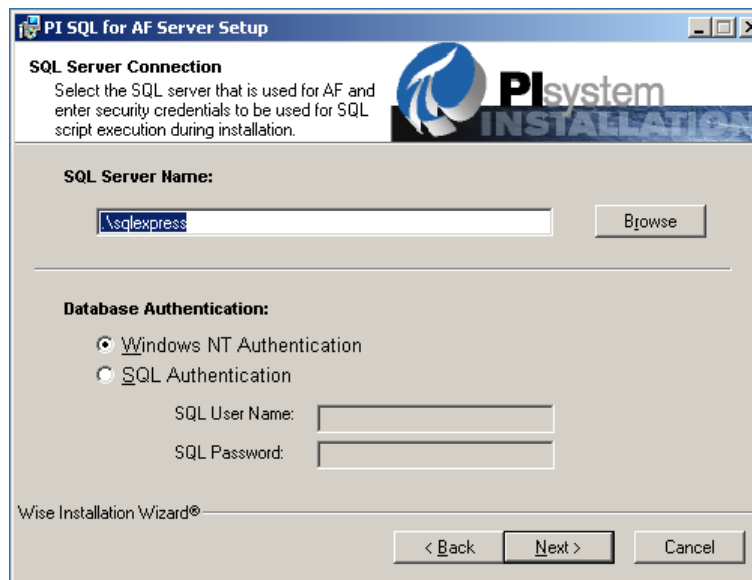 PI SQL for AF Server Setup
SQL Server Connection
Select the SQL server that is used for AF and
enter security credentials to be used for SQL
script execution during installation.
PIsystem
INSTALLATION
SQL Server Name:
.\sqlexpress
Browse
Database Authentication:
Windows NT Authentication
SQL Authentication
SQL User Name:
SQL Password:
Wise Installation Wizard®
< Back
Next >
Cancel